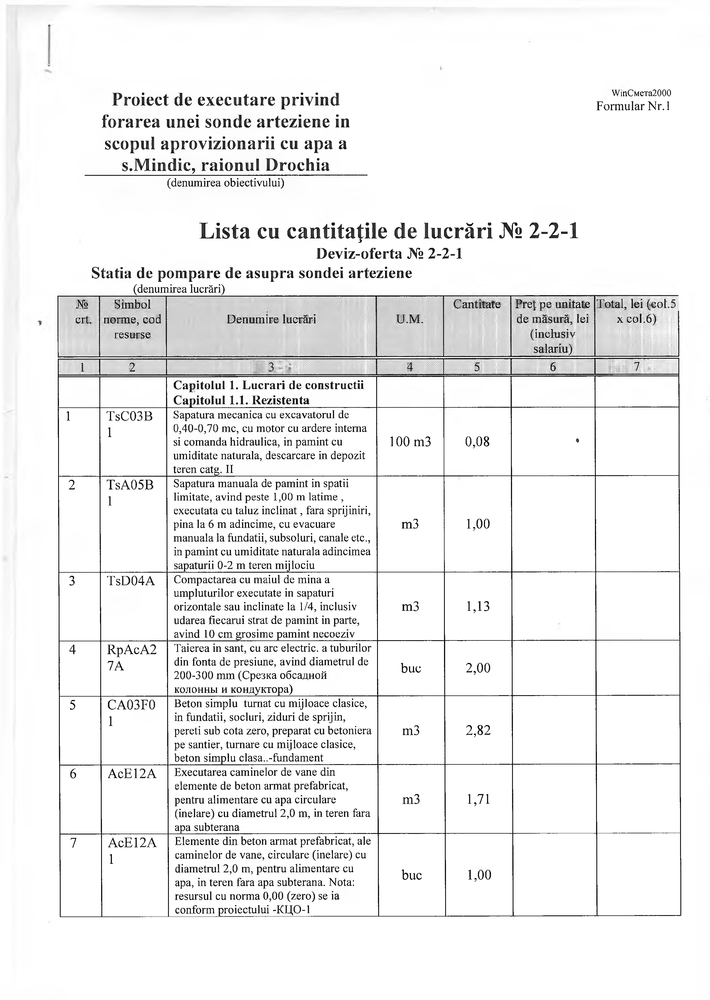 WinСмета2000
Formular Nr.1
Proiect de executare privind
forarea unei sonde arteziene in
scopul aprovizionarii cu apa a
s.Mindic, raionul Drochia
(denumirea obiectivului)
Lista cu cantitaţile de lucrări № 2-2-1
Deviz-oferta № 2-2-1
Statia de pompare de asupra sondei arteziene
(denumirea lucrări)
№ crt.
Simbol norme, cod resurse
Denumire lucrări
U.M.
Cantitate
Preţ pe unitate de măsură, lei (inclusiv salariu)
Total, lei (col.5 x col.6)
1 2 3 4 5 6 7
Capitolul 1. Lucrari de constructii
Capitolul 1.1. Rezistenta
1 TsC03B1
Sapatura mecanica cu excavatorul de
0,40-0,70 mc, cu motor cu ardere interna
si comanda hidraulica, in pamint cu
umiditate naturala, descarcare in depozit
teren catg. II
100 m3 0,08
2 TsA05B1
Sapatura manuala de pamint in spatii
limitate, avind peste 1,00 m latime ,
executata cu taluz inclinat , fara sprijiniri,
pina la 6 m adincime, cu evacuare
manuala la fundatii, subsoluri, canale etc.,
in pamint cu umiditate naturala adincimea
sapaturii 0-2 m teren mijlociu
m3 1,00
3 TsD04A
Compactarea cu maiul de mina a
umpluturilor executate in sapaturi
orizontale sau inclinate la 1/4, inclusiv
udarea fiecarui strat de pamint in parte,
avind 10 cm grosime pamint necoeziv
m3 1,13
4 RpAcA27A
Taierea in sant, cu arc electric. a tuburilor
din fonta de presiune, avind diametrul de
200-300 mm (Срезка обсадной
колонны и кондуктора)
buc 2,00
5 CA03F01
Beton simplu turnat cu mijloace clasice,
in fundatii, socluri, ziduri de sprijin,
pereti sub cota zero, preparat cu betoniera
pe santier, turnare cu mijloace clasice,
beton simplu clasa..-fundament
m3 2,82
6 AcE12A
Executarea caminelor de vane din
elemente de beton armat prefabricat,
pentru alimentare cu apa circulare
(inelare) cu diametrul 2,0 m, in teren fara
apa subterana
m3 1,71
7 AcE12A1
Elemente din beton armat prefabricat, ale
caminelor de vane, circulare (inelare) cu
diametrul 2,0 m, pentru alimentare cu
apa, in teren fara apa subterana. Nota:
resursul cu norma 0,00 (zero) se ia
conform proiectului -КЦО-1
buc 1,00